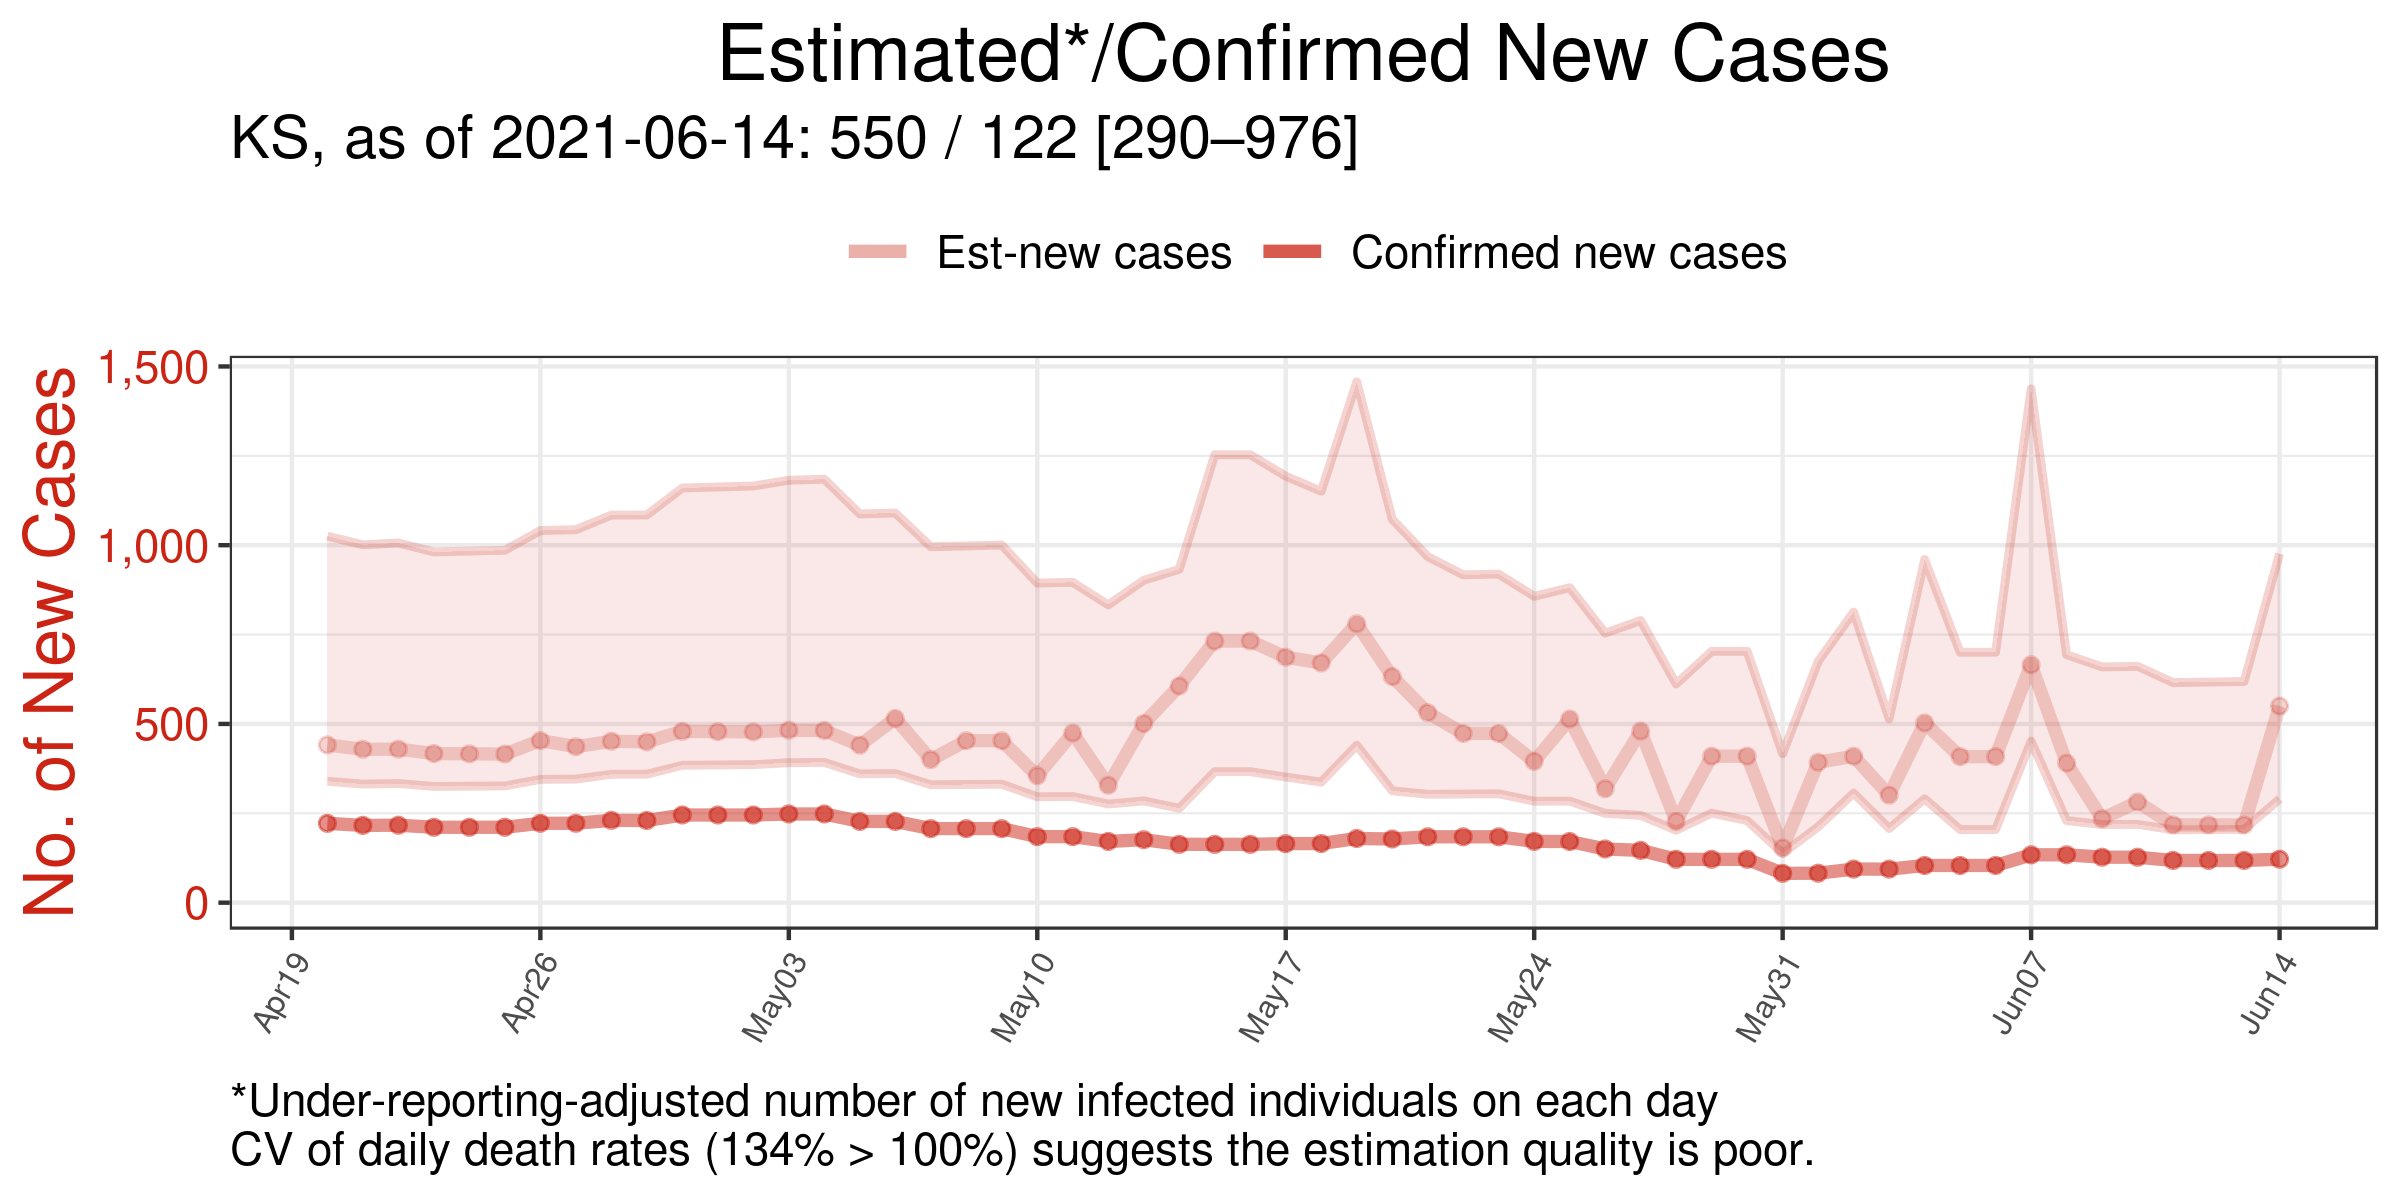 Estimated*/Confirmed New Cases
KS, as of 2021-06-14: 550 / 122 [290–976]
Est-new cases
Confirmed new cases
No. of New Cases
1,500
1,000
500
0
Apr19
Apr26
May03
May10
May17
May24
May31
Jun07
Jun14
*Under-reporting-adjusted number of new infected individuals on each day
CV of daily death rates (134% > 100%) suggests the estimation quality is poor.